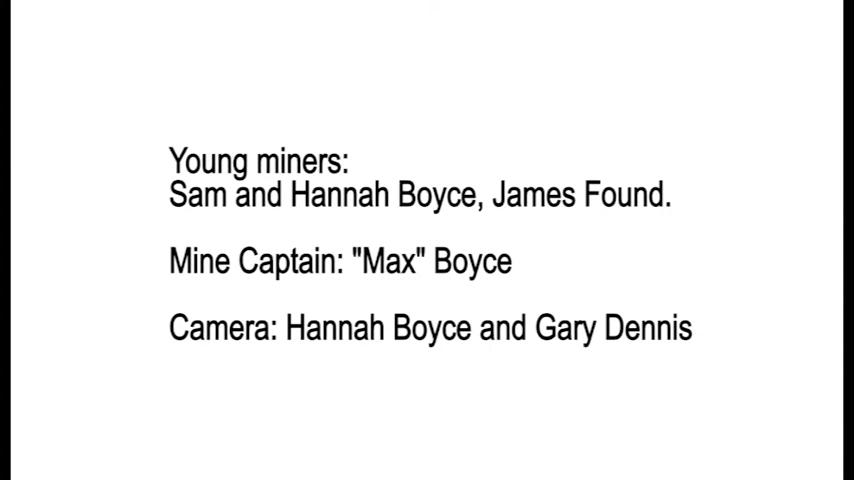 Young miners:
Sam and Hannah Boyce, James Found.
Mine Captain: "Max" Boyce
Camera: Hannah Boyce and Gary Dennis